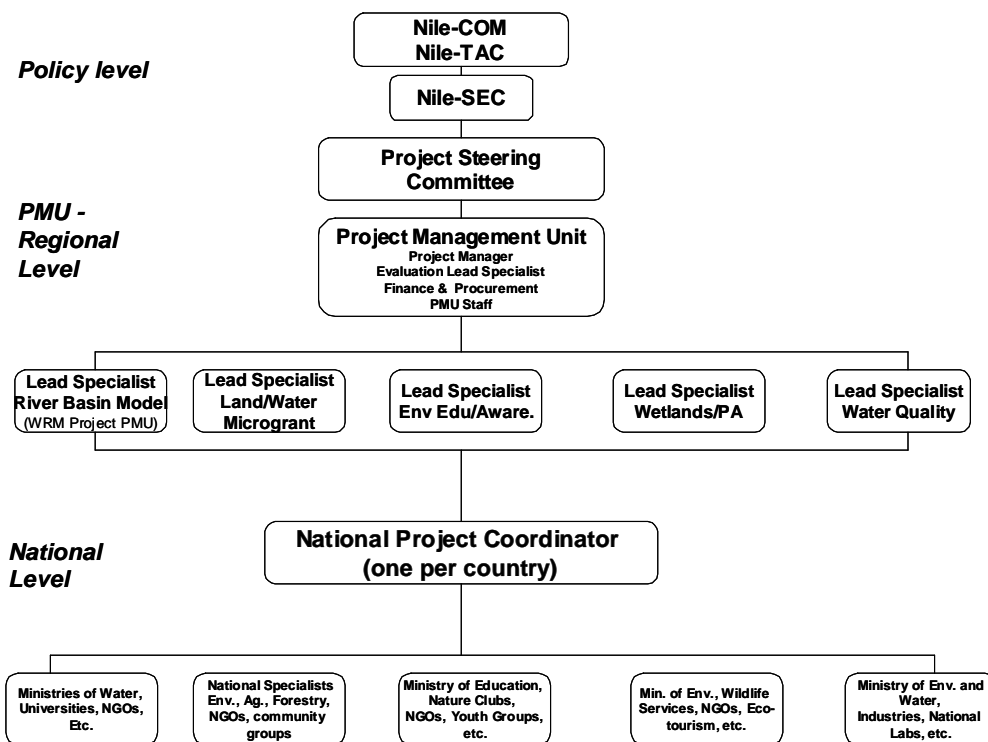 Nile-COM
Nile-TAC
Policy level
Nile-SEC
Project Steering
Committee
PMU -
Regional
Level
Project Management Unit
Project Manager
Evaluation Lead Specialist
Finance & Procurement
PMU Staff
Lead Specialist
River Basin Model
(WRM Project PMU)
Lead Specialist
Land/Water
Microgrant
Lead Specialist
Env Edu/Aware.
Lead Specialist
Wetlands/PA
Lead Specialist
Water Quality
National
Level
National Project Coordinator
(one per country)
Ministries of Water,
Universities, NGOs,
Etc.
National Specialists
Env., Ag., Forestry,
NGOs, community
groups
Ministry of Education,
Nature Clubs,
NGOs, Youth Groups,
etc.
Min. of Env., Wildlife
Services, NGOs, Eco-
tourism, etc.
Ministry of Env. and
Water,
Industries, National
Labs, etc.